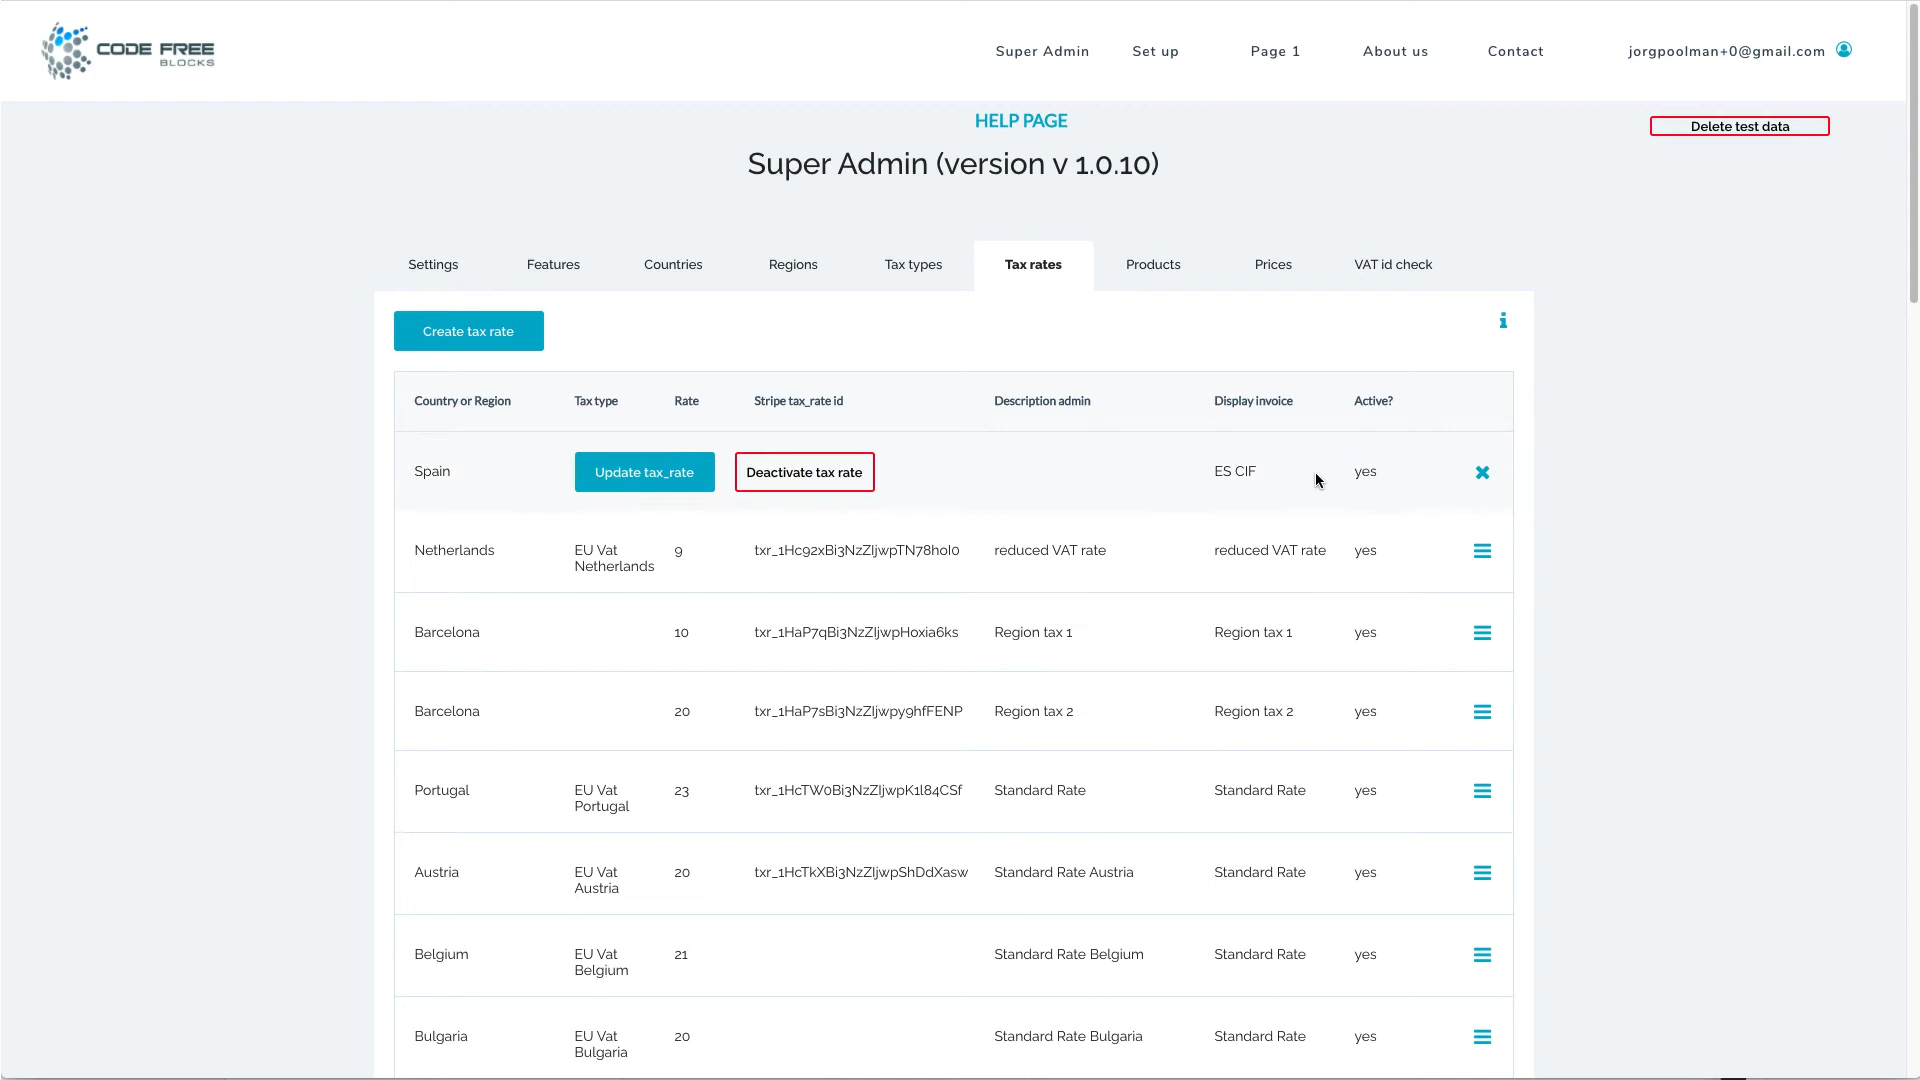 CODE FREE
BLOCKS
Super Admin Set up Page 1 About us Contact jorgpoolman+0@gmail.com
HELP PAGE
Delete test data
Super Admin (version v 1.0.10)
Settings Features Countries Regions Tax types Tax rates Products Prices VAT id check
Create tax rate
Country or Region Tax type Rate Stripe tax_rate id Description admin Display invoice Active?
Spain Update tax_rate Deactivate tax rate ES CIF yes
Netherlands EU Vat Netherlands 9 txr_1Hc92xBi3NzZIjwpTN78hoI0 reduced VAT rate reduced VAT rate yes
Barcelona 10 txr_1HaP7qBi3NzZIjwpHoxia6ks Region tax 1 Region tax 1 yes
Barcelona 20 txr_1HaP7sBi3NzZIjwpy9hfFENP Region tax 2 Region tax 2 yes
Portugal EU Vat Portugal 23 txr_1HcTW0Bi3NzZIjwpK1l84CSf Standard Rate Standard Rate yes
Austria EU Vat Austria 20 txr_1HcTkXBi3NzZIjwpShDdXasw Standard Rate Austria Standard Rate yes
Belgium EU Vat Belgium 21 Standard Rate Belgium Standard Rate yes
Bulgaria EU Vat Bulgaria 20 Standard Rate Bulgaria Standard Rate yes